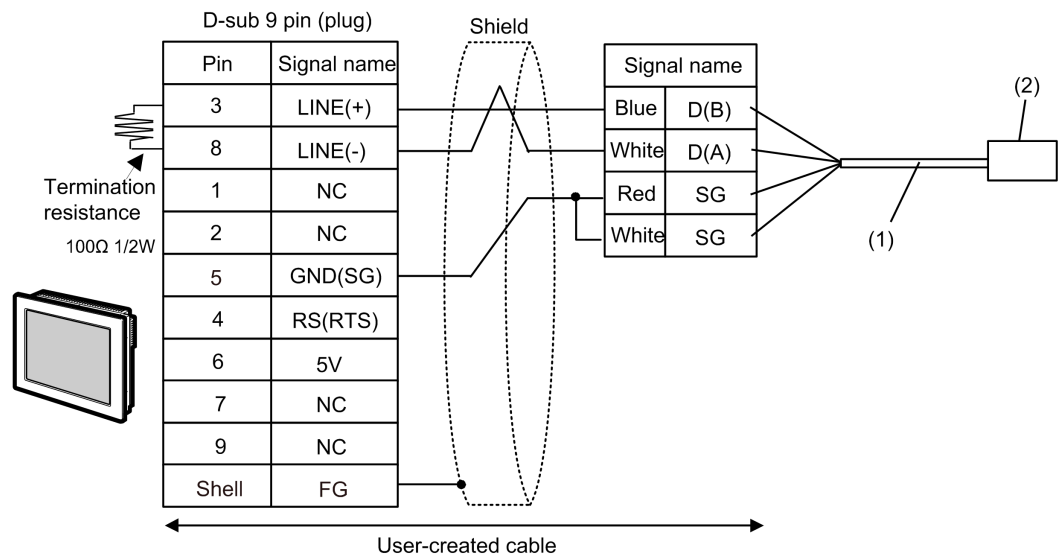 D-sub 9 pin (plug)
Shield
Pin Signal name
3 LINE(+)
8 LINE(-)
1 NC
2 NC
5 GND(SG)
4 RS(RTS)
6 5V
7 NC
9 NC
Shell FG
Termination
resistance
100Ω 1/2W
Signal name
Blue D(B)
White D(A)
Red SG
White SG
(1)
(2)
User-created cable